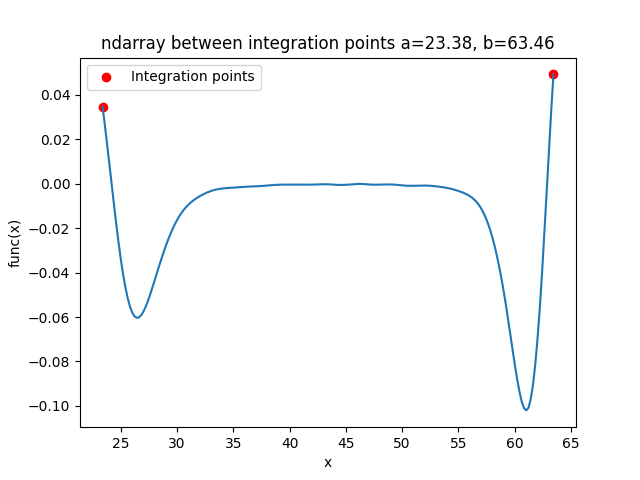 ndarray between integration points a=23.38, b=63.46
Integration points
0.04
0.02
0.00
−0.02
−0.04
−0.06
−0.08
−0.10
func(x)
25 30 35 40 45 50 55 60 65
x